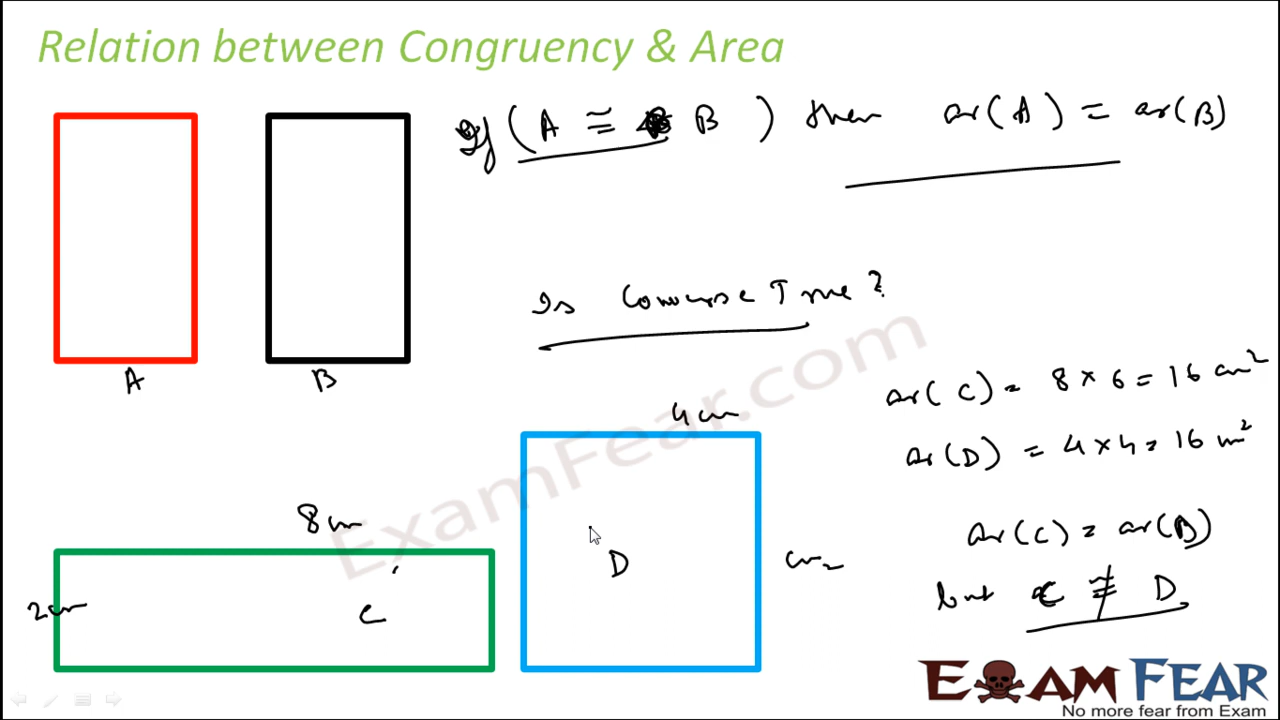 Relation between Congruency & Area
If (A ≅ B) then ar(A) = ar(B)
A
B
Is Converse True?
ar(C) = 8 × 6 = 16 cm²
4cm
ar(D) = 4 × 4 = 16 m²
8cm
ar(C) = ar(B)
D
2cm
C
but C ≇ D
ExamFear.com
EXAM FEAR
No more fear from Exam